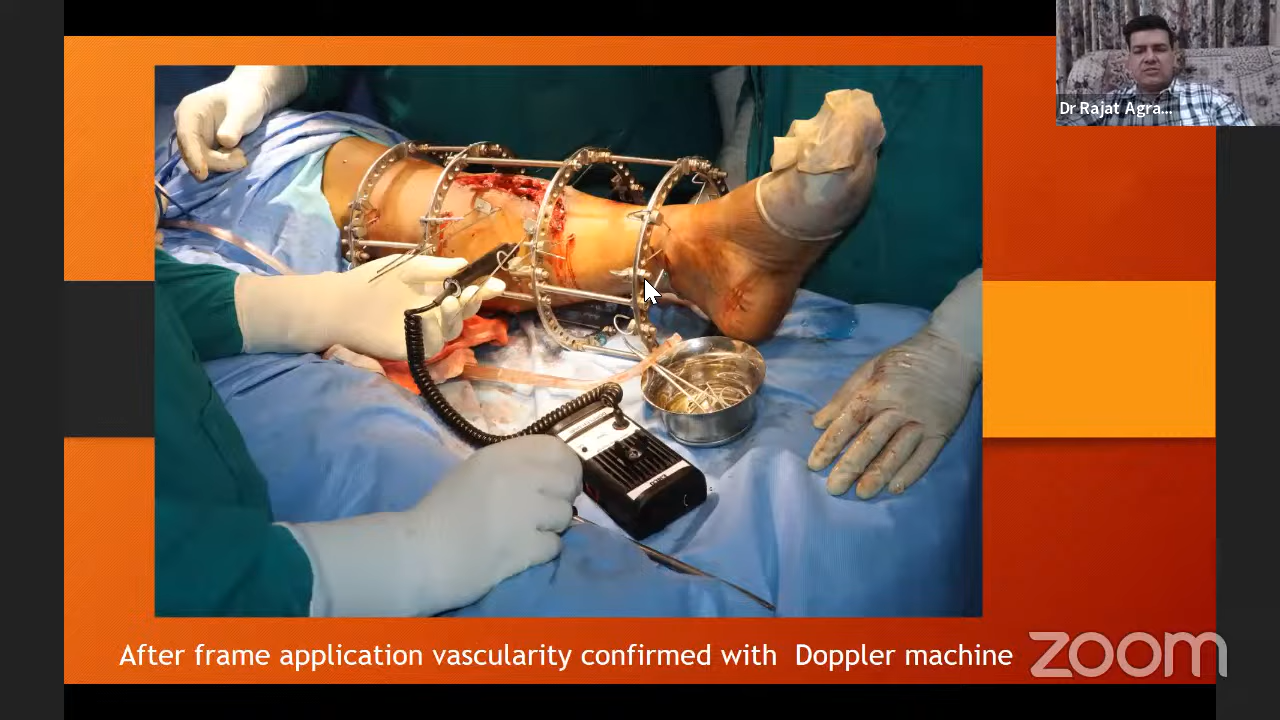 Dr Rajat Agra...
After frame application vascularity confirmed with  Doppler machine
zoom